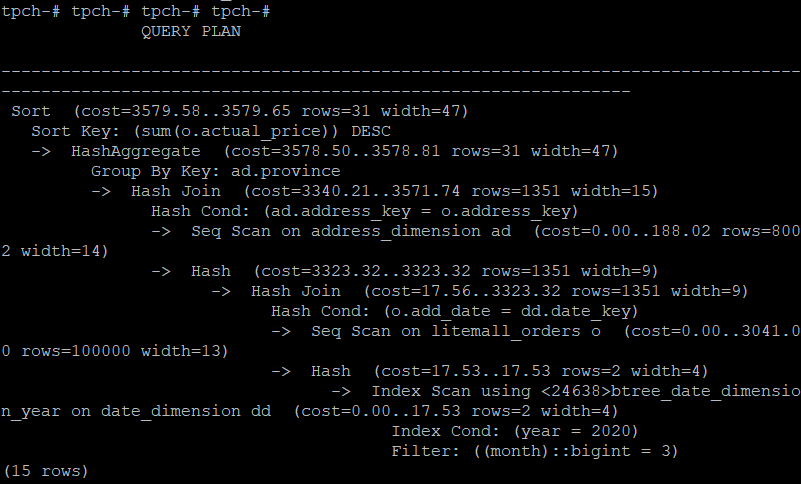 tpch-# tpch-# tpch-# tpch-#
QUERY PLAN
--------------------------------------------------------------------------------
---------------------------------------------------------------
Sort  (cost=3579.58..3579.65 rows=31 width=47)
Sort Key: (sum(o.actual_price)) DESC
->  HashAggregate  (cost=3578.50..3578.81 rows=31 width=47)
Group By Key: ad.province
->  Hash Join  (cost=3340.21..3571.74 rows=1351 width=15)
Hash Cond: (ad.address_key = o.address_key)
->  Seq Scan on address_dimension ad  (cost=0.00..188.02 rows=800
2 width=14)
->  Hash  (cost=3323.32..3323.32 rows=1351 width=9)
->  Hash Join  (cost=17.56..3323.32 rows=1351 width=9)
Hash Cond: (o.add_date = dd.date_key)
->  Seq Scan on litemall_orders o  (cost=0.00..3041.0
0 rows=100000 width=13)
->  Hash  (cost=17.53..17.53 rows=2 width=4)
->  Index Scan using <24638>btree_date_dimensio
n_year on date_dimension dd  (cost=0.00..17.53 rows=2 width=4)
Index Cond: (year = 2020)
Filter: ((month)::bigint = 3)
(15 rows)